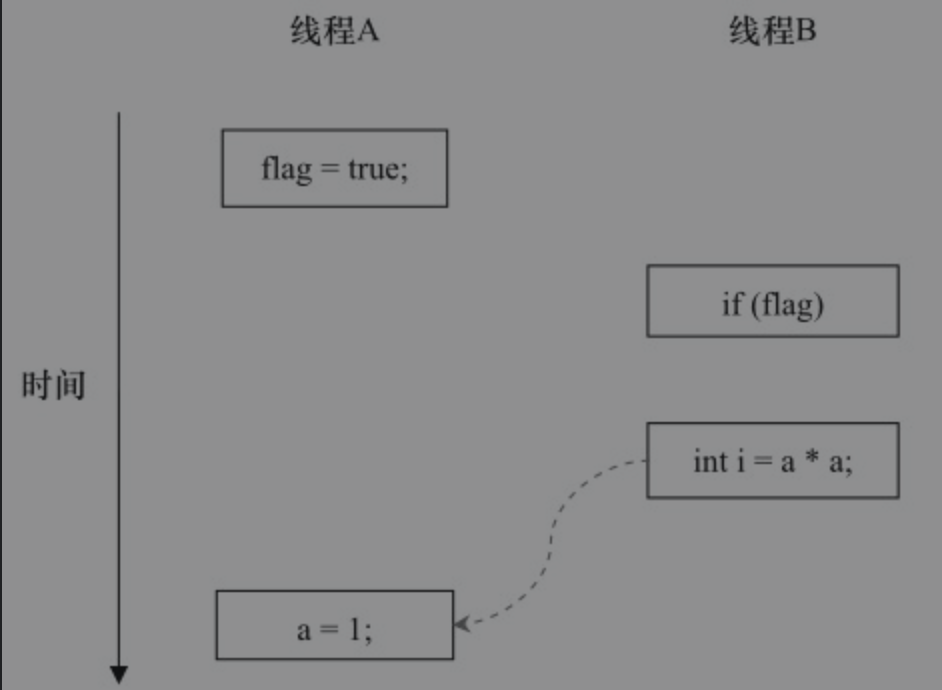 线程A
线程B
flag = true;
if (flag)
时间
int i = a * a;
a = 1;